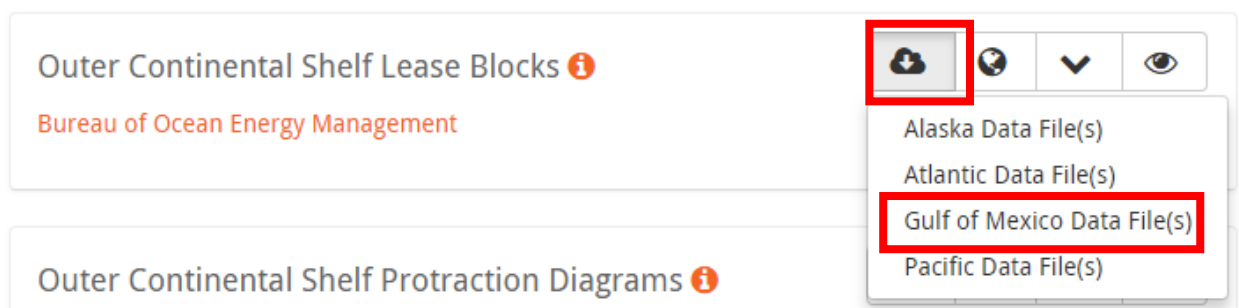 Outer Continental Shelf Lease Blocks
Bureau of Ocean Energy Management
Alaska Data File(s)
Atlantic Data File(s)
Gulf of Mexico Data File(s)
Pacific Data File(s)
Outer Continental Shelf Protraction Diagrams